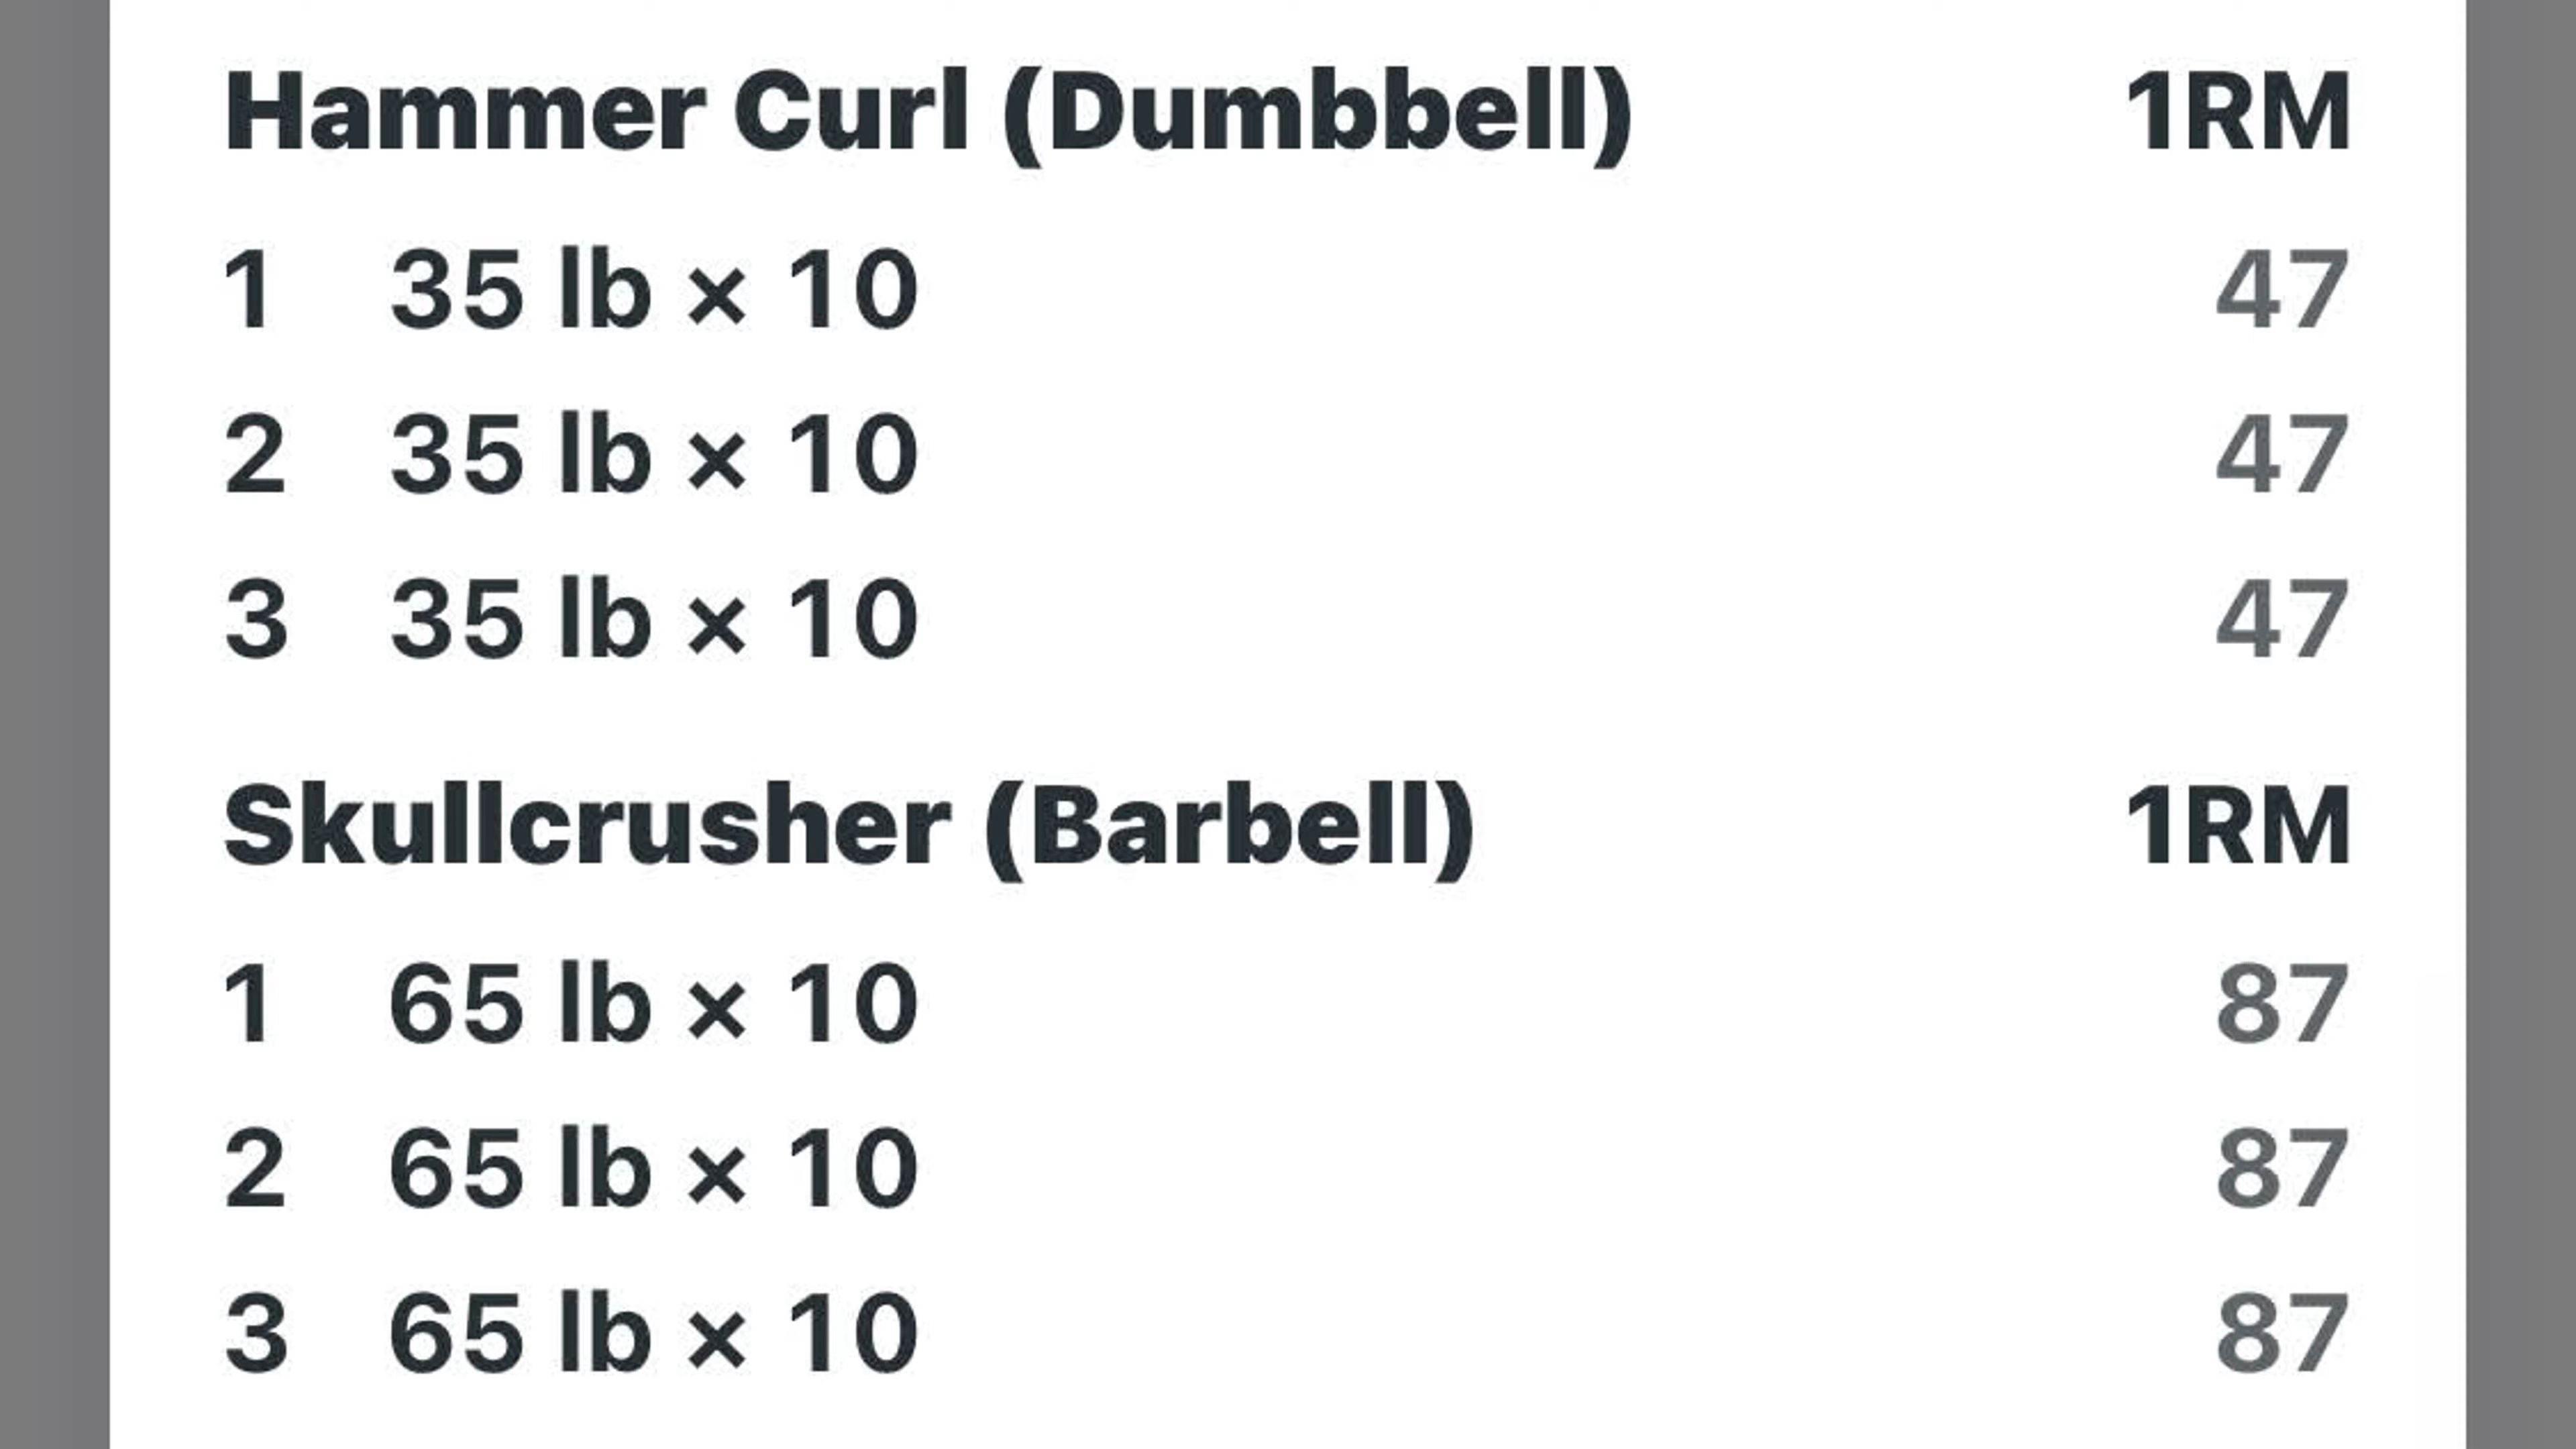 Hammer Curl (Dumbbell) 1RM
1 35 lb × 10 47
2 35 lb × 10 47
3 35 lb × 10 47
Skullcrusher (Barbell) 1RM
1 65 lb × 10 87
2 65 lb × 10 87
3 65 lb × 10 87